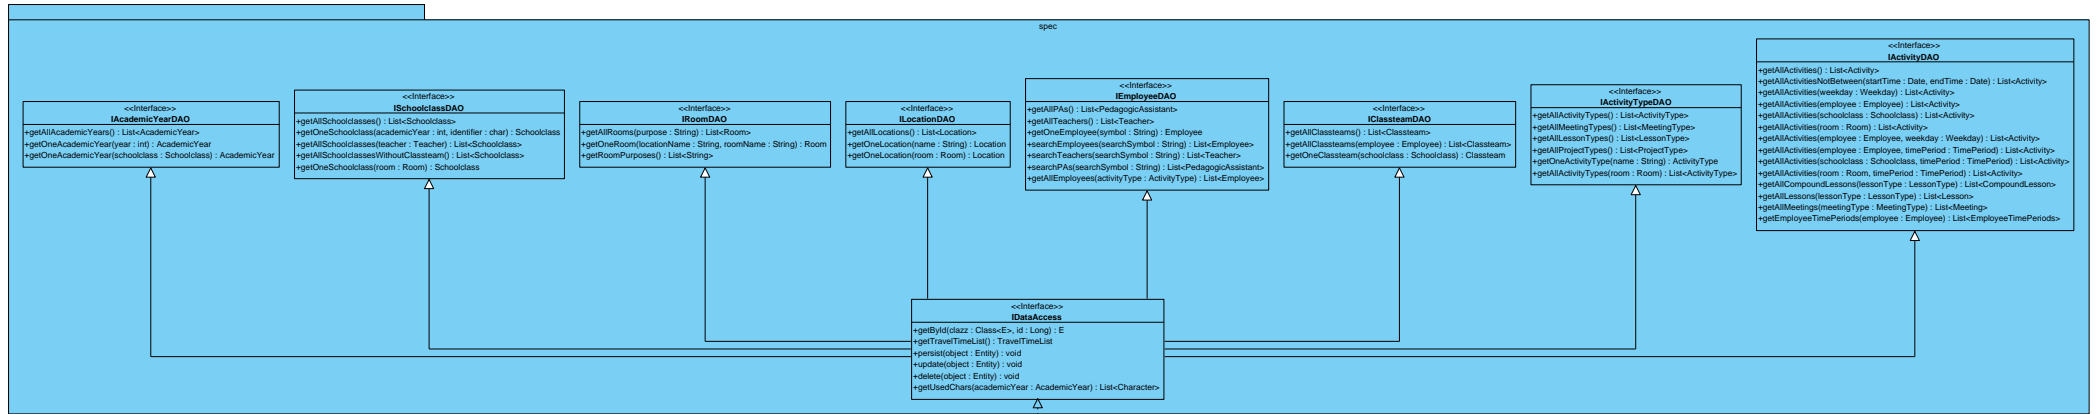 spec
<<Interface>>
IAcademicYearDAO
+getAllAcademicYears() : List<AcademicYear>
+getOneAcademicYear(year : int) : AcademicYear
+getOneAcademicYear(schoolclass : Schoolclass) : AcademicYear
<<Interface>>
ISchoolclassDAO
+getAllSchoolclasses() : List<Schoolclass>
+getOneSchoolclass(academicYear : int, identifier : char) : Schoolclass
+getAllSchoolclasses(teacher : Teacher) : List<Schoolclass>
+getAllSchoolclassesWithoutClassteam() : List<Schoolclass>
+getOneSchoolclass(room : Room) : Schoolclass
<<Interface>>
IRoomDAO
+getAllRooms(purpose : String) : List<Room>
+getOneRoom(locationName : String, roomName : String) : Room
+getRoomPurposes() : List<String>
<<Interface>>
ILocationDAO
+getAllLocations() : List<Location>
+getOneLocation(name : String) : Location
+getOneLocation(room : Room) : Location
<<Interface>>
IEmployeeDAO
+getAllPAs() : List<PedagogicAssistant>
+getAllTeachers() : List<Teacher>
+getOneEmployee(symbol : String) : Employee
+searchEmployees(searchSymbol : String) : List<Employee>
+searchTeachers(searchSymbol : String) : List<Teacher>
+searchPAs(searchSymbol : String) : List<PedagogicAssistant>
+getAllEmployees(activityType : ActivityType) : List<Employee>
<<Interface>>
IClassteamDAO
+getAllClassteams() : List<Classteam>
+getAllClassteams(employee : Employee) : List<Classteam>
+getOneClassteam(schoolclass : Schoolclass) : Classteam
<<Interface>>
IActivityTypeDAO
+getAllActivityTypes() : List<ActivityType>
+getAllMeetingTypes() : List<MeetingType>
+getAllLessonTypes() : List<LessonType>
+getAllProjectTypes() : List<ProjectType>
+getOneActivityType(name : String) : ActivityType
+getAllActivityTypes(room : Room) : List<ActivityType>
<<Interface>>
IActivityDAO
+getAllActivities() : List<Activity>
+getAllActivitiesNotBetween(startTime : Date, endTime : Date) : List<Activity>
+getAllActivities(weekday : Weekday) : List<Activity>
+getAllActivities(employee : Employee) : List<Activity>
+getAllActivities(schoolclass : Schoolclass) : List<Activity>
+getAllActivities(room : Room) : List<Activity>
+getAllActivities(employee : Employee, weekday : Weekday) : List<Activity>
+getAllActivities(employee : Employee, timePeriod : TimePeriod) : List<Activity>
+getAllActivities(schoolclass : Schoolclass, timePeriod : TimePeriod) : List<Activity>
+getAllActivities(room : Room, timePeriod : TimePeriod) : List<Activity>
+getAllCompoundLessons(lessonType : LessonType) : List<CompoundLesson>
+getAllLessons(lessonType : LessonType) : List<Lesson>
+getAllMeetings(meetingType : MeetingType) : List<Meeting>
+getEmployeeTimePeriods(employee : Employee) : List<EmployeeTimePeriods>
<<Interface>>
IDataAccess
+getById(clazz : Class<E>, id : Long) : E
+getTravelTimeList() : TravelTimeList
+persist(object : Entity) : void
+update(object : Entity) : void
+delete(object : Entity) : void
+getUsedChars(academicYear : AcademicYear) : List<Character>